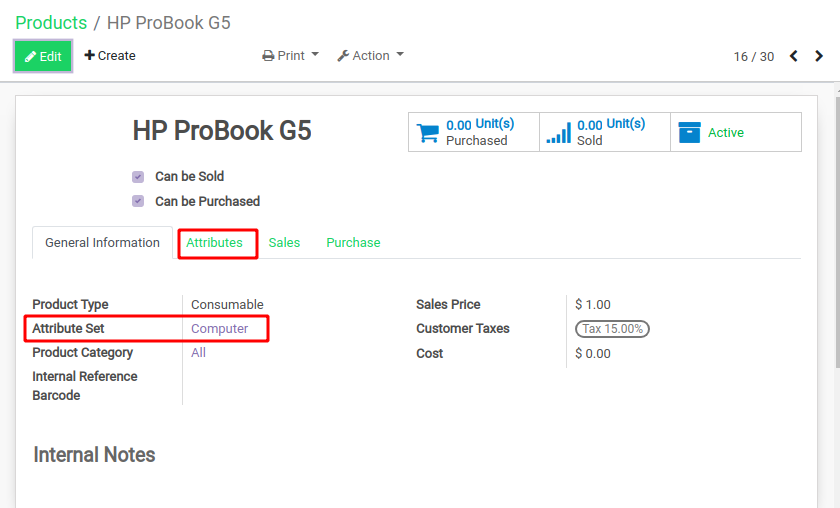 Products / HP ProBook G5
Edit Create Print Action 16 / 30
HP ProBook G5
0.00 Unit(s) Purchased
0.00 Unit(s) Sold
Active
Can be Sold
Can be Purchased
General Information Attributes Sales Purchase
Product Type Consumable
Attribute Set Computer
Product Category All
Internal Reference
Barcode
Sales Price $ 1.00
Customer Taxes Tax 15.00%
Cost $ 0.00
Internal Notes